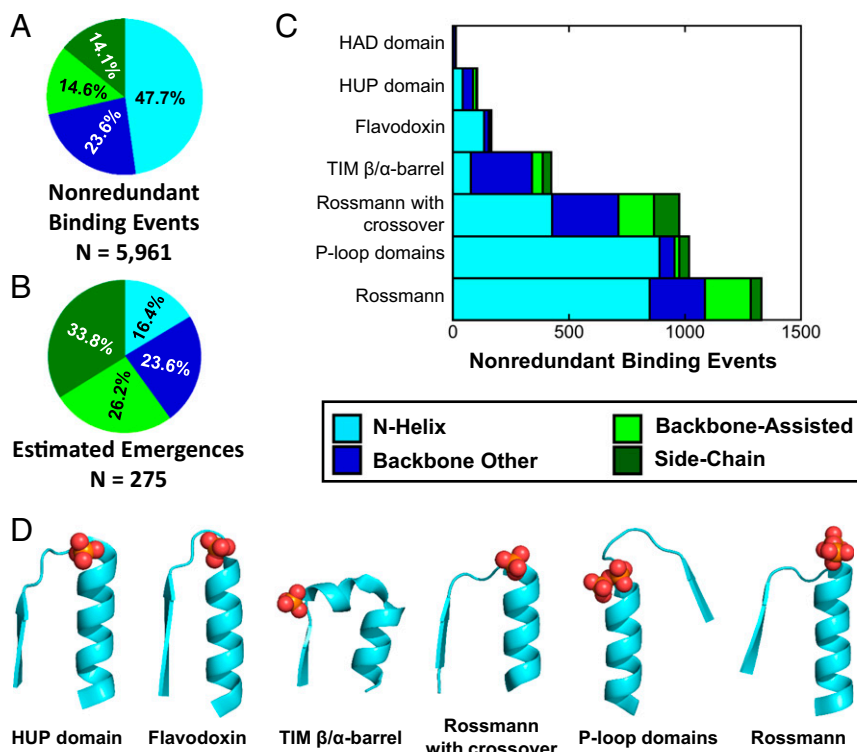 A
14.1%
14.6%
47.7%
23.6%
Nonredundant
Binding Events
N = 5,961
B
16.4%
33.8%
23.6%
26.2%
Estimated Emergences
N = 275
C
HAD domain
HUP domain
Flavodoxin
TIM β/α-barrel
Rossmann with
crossover
P-loop domains
Rossmann
0
500
1000
1500
Nonredundant Binding Events
N-Helix
Backbone-Assisted
Backbone Other
Side-Chain
D
HUP domain
Flavodoxin
TIM β/α-barrel
Rossmann
with crossover
P-loop domains
Rossmann